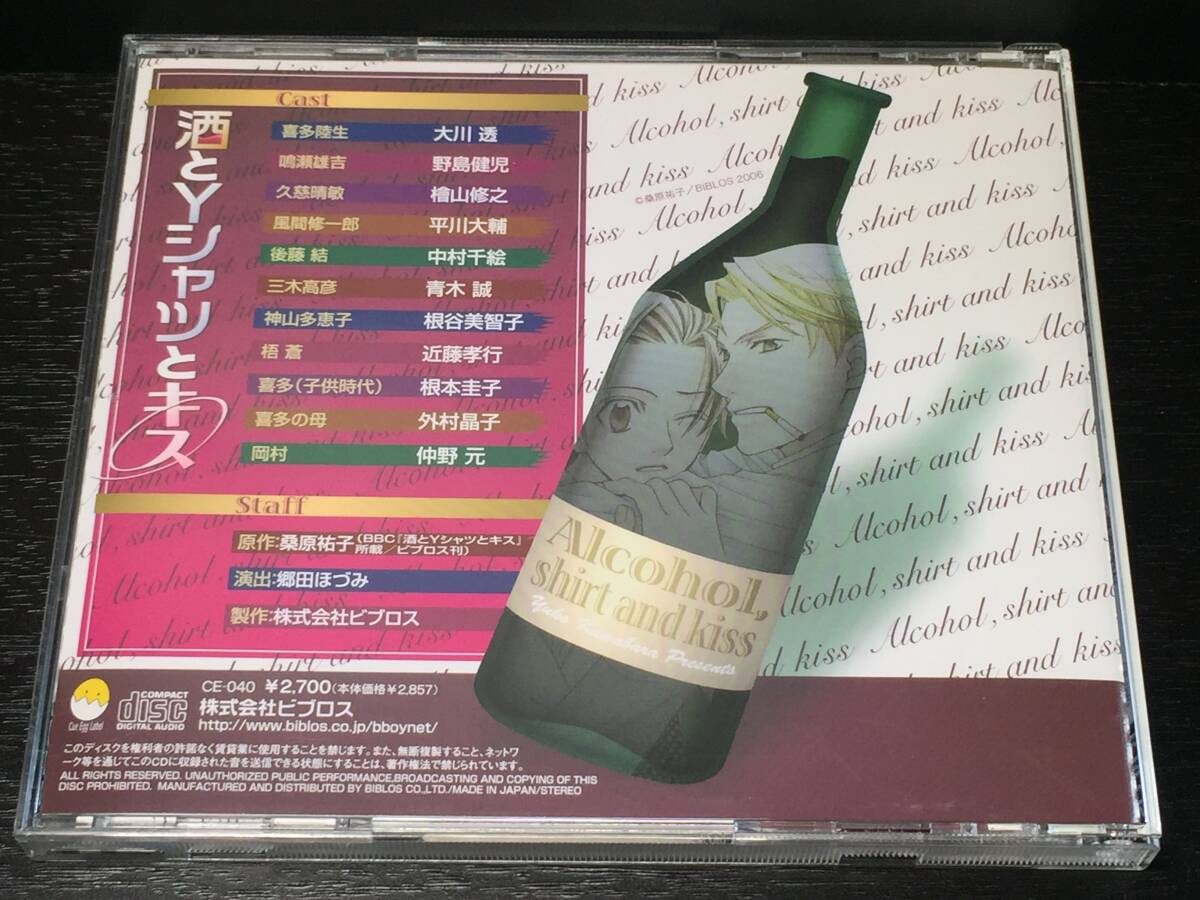 酒とYシャツとキス
Cast
喜多陸生 大川 透
鳴瀬雄吉 野島健児
久慈晴敏 檜山修之
風間修一郎 平川大輔
後藤 結 中村千絵
三木高彦 青木 誠
神山多恵子 根谷美智子
梧 蒼 近藤孝行
喜多(子供時代) 根本圭子
喜多の母 外村晶子
岡村 仲野 元
Staff
原作:桑原祐子(BBC「酒とYシャツとキス」
所載/ビブロス刊)
演出:郷田ほづみ
製作:株式会社ビブロス
©桑原祐子/BiBLOS 2006
Alcohol, shirt and kiss
Alcohol,
shirt and kiss
Yuko Kuwabara Presents
Cue Egg Label
COMPACT
disc
DIGITAL AUDIO
CE-040 ¥2,700(本体価格¥2,857)
株式会社ビブロス
http://www.biblos.co.jp/bboynet/
このディスクを権利者の許諾なく賃貸業に使用することを禁じます。また、無断複製すること、ネットワ
ーク等を通じてこのCDに収録された音を送信できる状態にすることは、著作権法で禁じられています。
ALL RIGHTS RESERVED. UNAUTHORIZED PUBLIC PERFORMANCE,BROADCASTING AND COPYING OF THIS
DISC PROHIBITED. MANUFACTURED AND DISTRIBUTED BY BIBLOS CO.,LTD./MADE IN JAPAN/STEREO